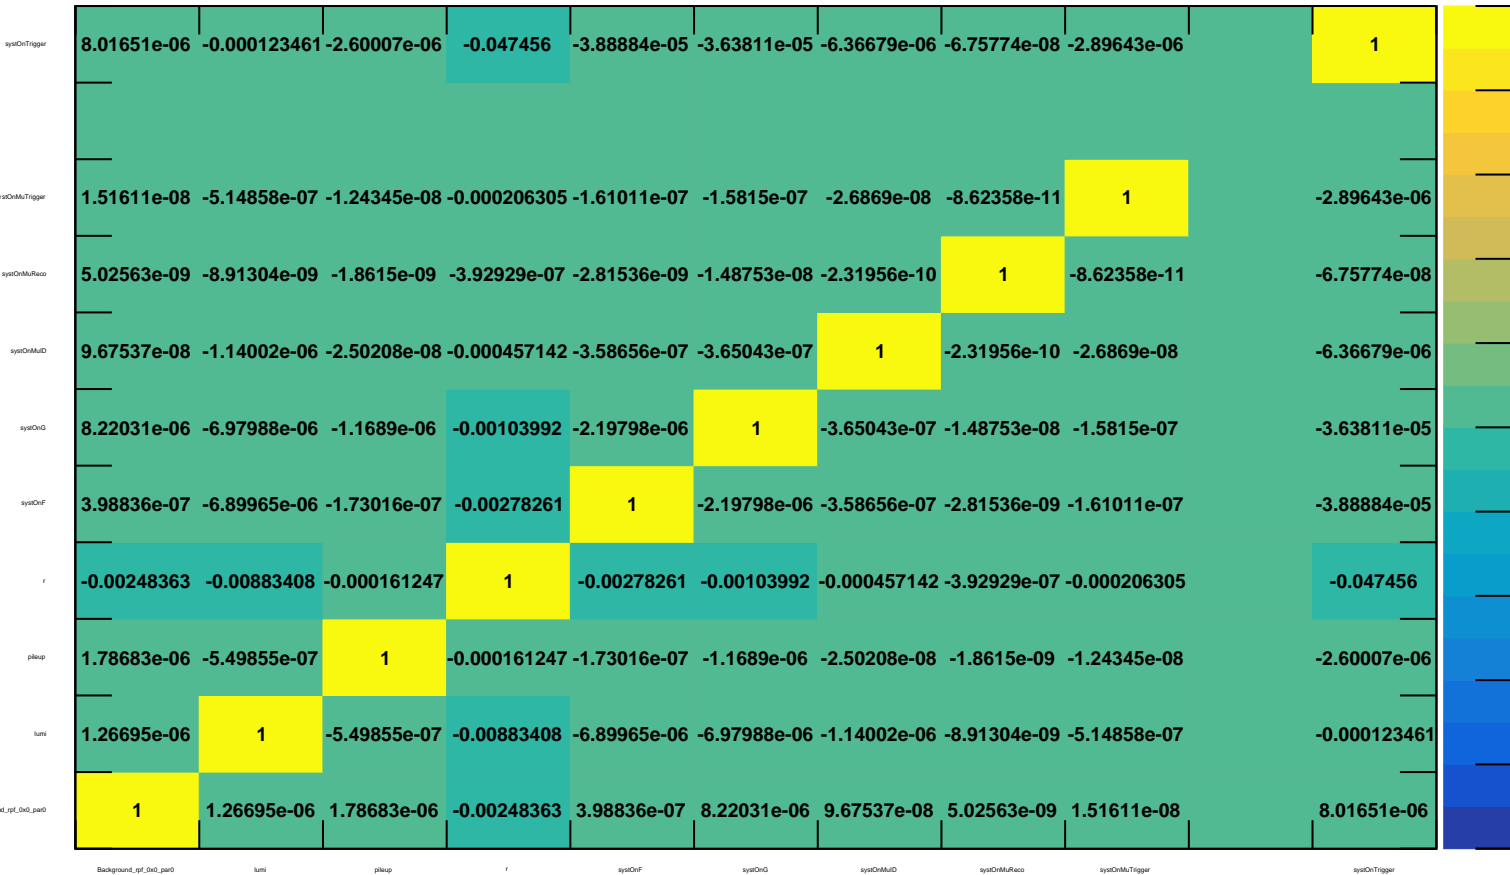 systOnTrigger 8.01651e-06 -0.000123461 -2.60007e-06 -0.047456 -3.88884e-05 -3.63811e-05 -6.36679e-06 -6.75774e-08 -2.89643e-06 1
stOnMuTrigger 1.51611e-08 -5.14858e-07 -1.24345e-08 -0.000206305 -1.61011e-07 -1.5815e-07 -2.6869e-08 -8.62358e-11 1 -2.89643e-06
systOnMuReco 5.02563e-09 -8.91304e-09 -1.8615e-09 -3.92929e-07 -2.81536e-09 -1.48753e-08 -2.31956e-10 1 -8.62358e-11 -6.75774e-08
systOnMuID 9.67537e-08 -1.14002e-06 -2.50208e-08 -0.000457142 -3.58656e-07 -3.65043e-07 1 -2.31956e-10 -2.6869e-08 -6.36679e-06
systOnG 8.22031e-06 -6.97988e-06 -1.1689e-06 -0.00103992 -2.19798e-06 1 -3.65043e-07 -1.48753e-08 -1.5815e-07 -3.63811e-05
systOnF 3.98836e-07 -6.89965e-06 -1.73016e-07 -0.00278261 1 -2.19798e-06 -3.58656e-07 -2.81536e-09 -1.61011e-07 -3.88884e-05
r -0.00248363 -0.00883408 -0.000161247 1 -0.00278261 -0.00103992 -0.000457142 -3.92929e-07 -0.000206305 -0.047456
pileup 1.78683e-06 -5.49855e-07 1 -0.000161247 -1.73016e-07 -1.1689e-06 -2.50208e-08 -1.8615e-09 -1.24345e-08 -2.60007e-06
lumi 1.26695e-06 1 -5.49855e-07 -0.00883408 -6.89965e-06 -6.97988e-06 -1.14002e-06 -8.91304e-09 -5.14858e-07 -0.000123461
d_rpf_0x0_par0 1 1.26695e-06 1.78683e-06 -0.00248363 3.98836e-07 8.22031e-06 9.67537e-08 5.02563e-09 1.51611e-08 8.01651e-06
Background_rpf_0x0_par0 lumi pileup r systOnF systOnG systOnMuID systOnMuReco systOnMuTrigger systOnTrigger